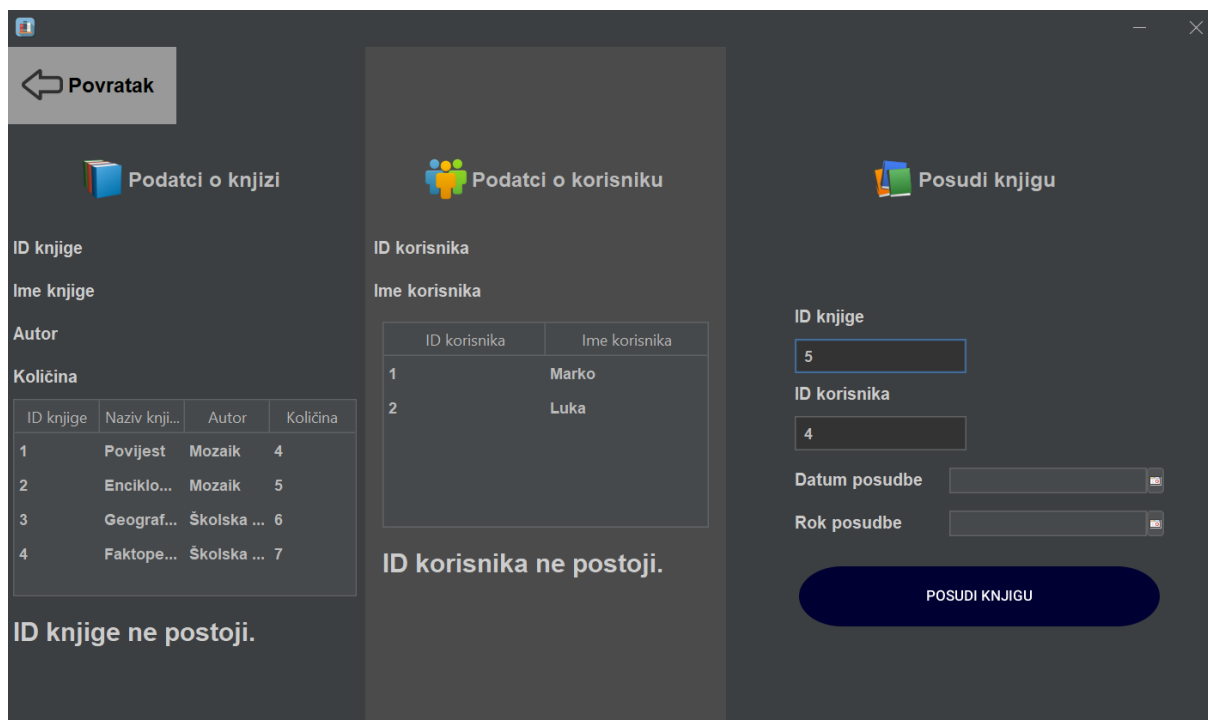 Povratak
Podatci o knjizi
ID knjige
Ime knjige
Autor
Količina
ID knjige Naziv knji... Autor Količina
1 Povijest Mozaik 4
2 Enciklo... Mozaik 5
3 Geograf... Školska ... 6
4 Faktope... Školska ... 7
ID knjige ne postoji.
Podatci o korisniku
ID korisnika
Ime korisnika
ID korisnika Ime korisnika
1 Marko
2 Luka
ID korisnika ne postoji.
Posudi knjigu
ID knjige
5
ID korisnika
4
Datum posudbe
Rok posudbe
POSUDI KNJIGU